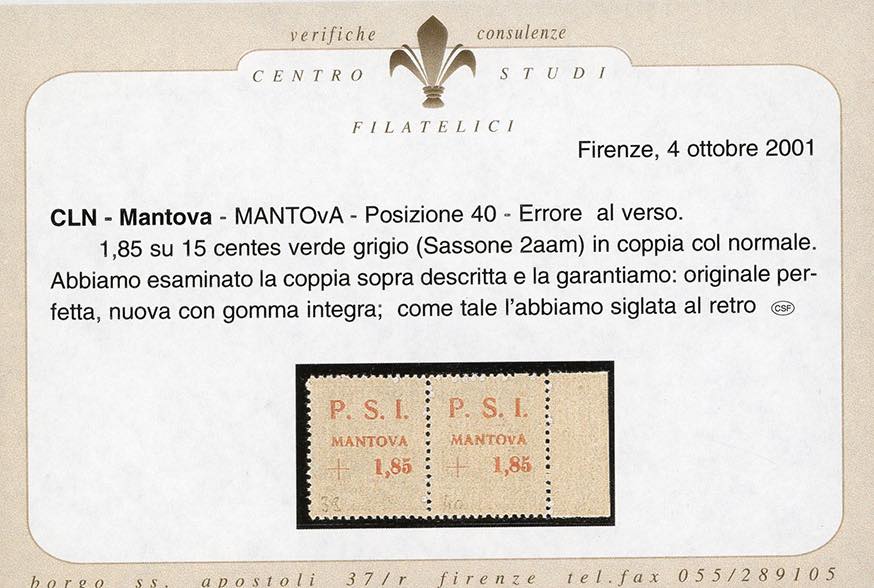 verifiche consulenze
CENTRO STUDI
FILATELICI
Firenze, 4 ottobre 2001
CLN - Mantova - MANTOvA - Posizione 40 - Errore al verso.
1,85 su 15 centes verde grigio (Sassone 2aam) in coppia col normale.
Abbiamo esaminato la coppia sopra descritta e la garantiamo: originale per-
fetta, nuova con gomma integra; come tale l'abbiamo siglata al retro CSF
P. S. I. P. S. I.
MANTOVA MANTOvA
+ 1,85 + 1,85
40
borgo ss. apostoli 37/r firenze tel.fax 055/289105